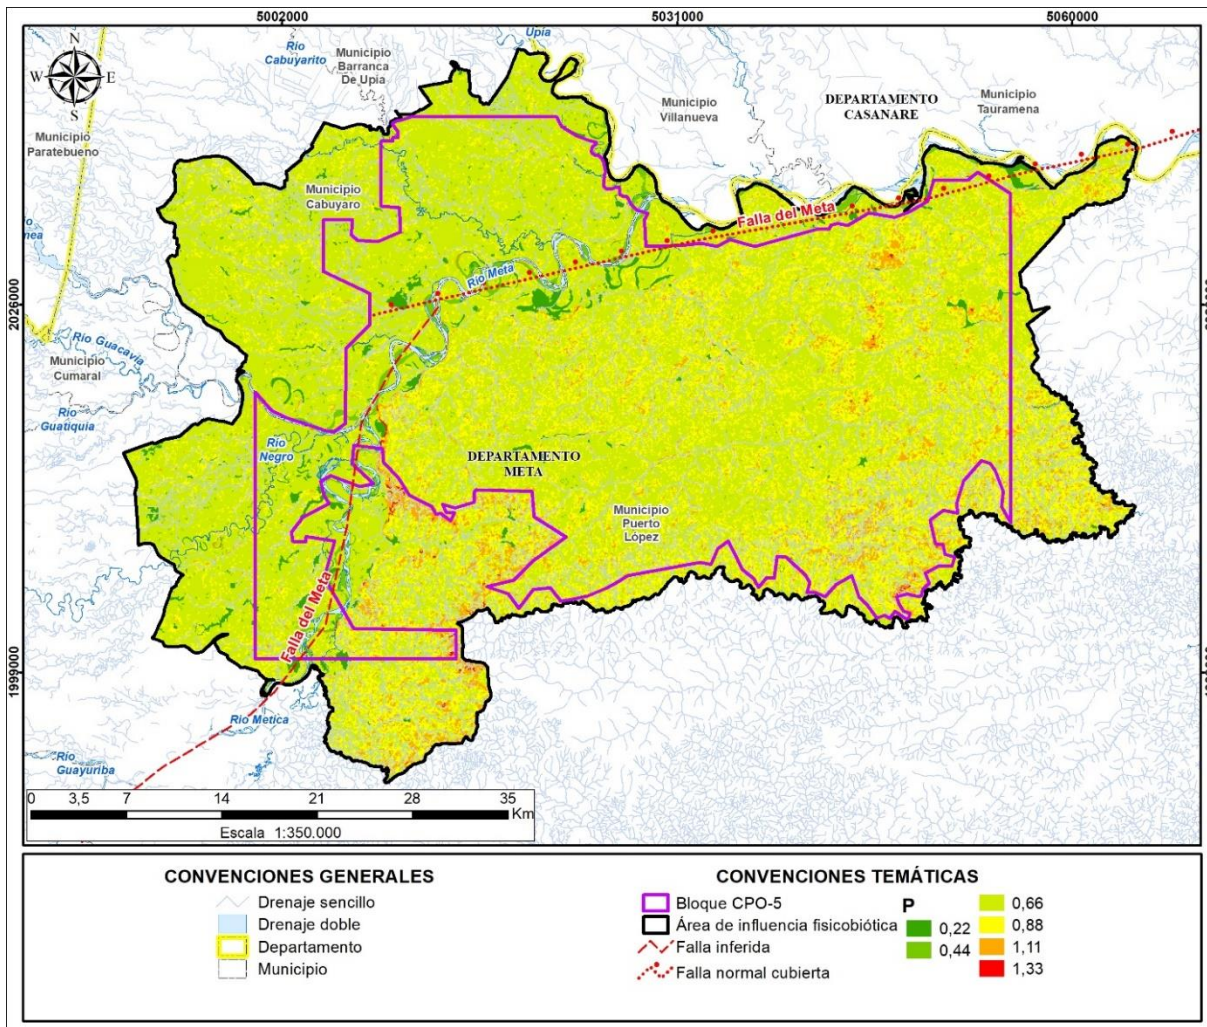 5002000
5031000
5060000
Upía
Río
Cabuyarito
Municipio
Barranca
De Upía
N
W
E
S
Municipio
Villanueva
DEPARTAMENTO
CASANARE
Municipio
Tauramena
Municipio
Paratebueno
Municipio
Cabuyaro
Falla del Meta
Río Meta
2026000
Río Guacavia
Municipio
Cumaral
Río
Guatiquia
Río
Negro
DEPARTAMENTO
META
Municipio
Puerto
López
Falla del Meta
1999000
Río Metica
Río
Guayuriba
0 3,5 7 14 21 28 35
Km
Escala 1:350.000
CONVENCIONES GENERALES
Drenaje sencillo
Drenaje doble
Departamento
Municipio
CONVENCIONES TEMÁTICAS
Bloque CPO-5
Área de influencia fisicobiótica
Falla inferida
Falla normal cubierta
P
0,22
0,44
0,66
0,88
1,11
1,33